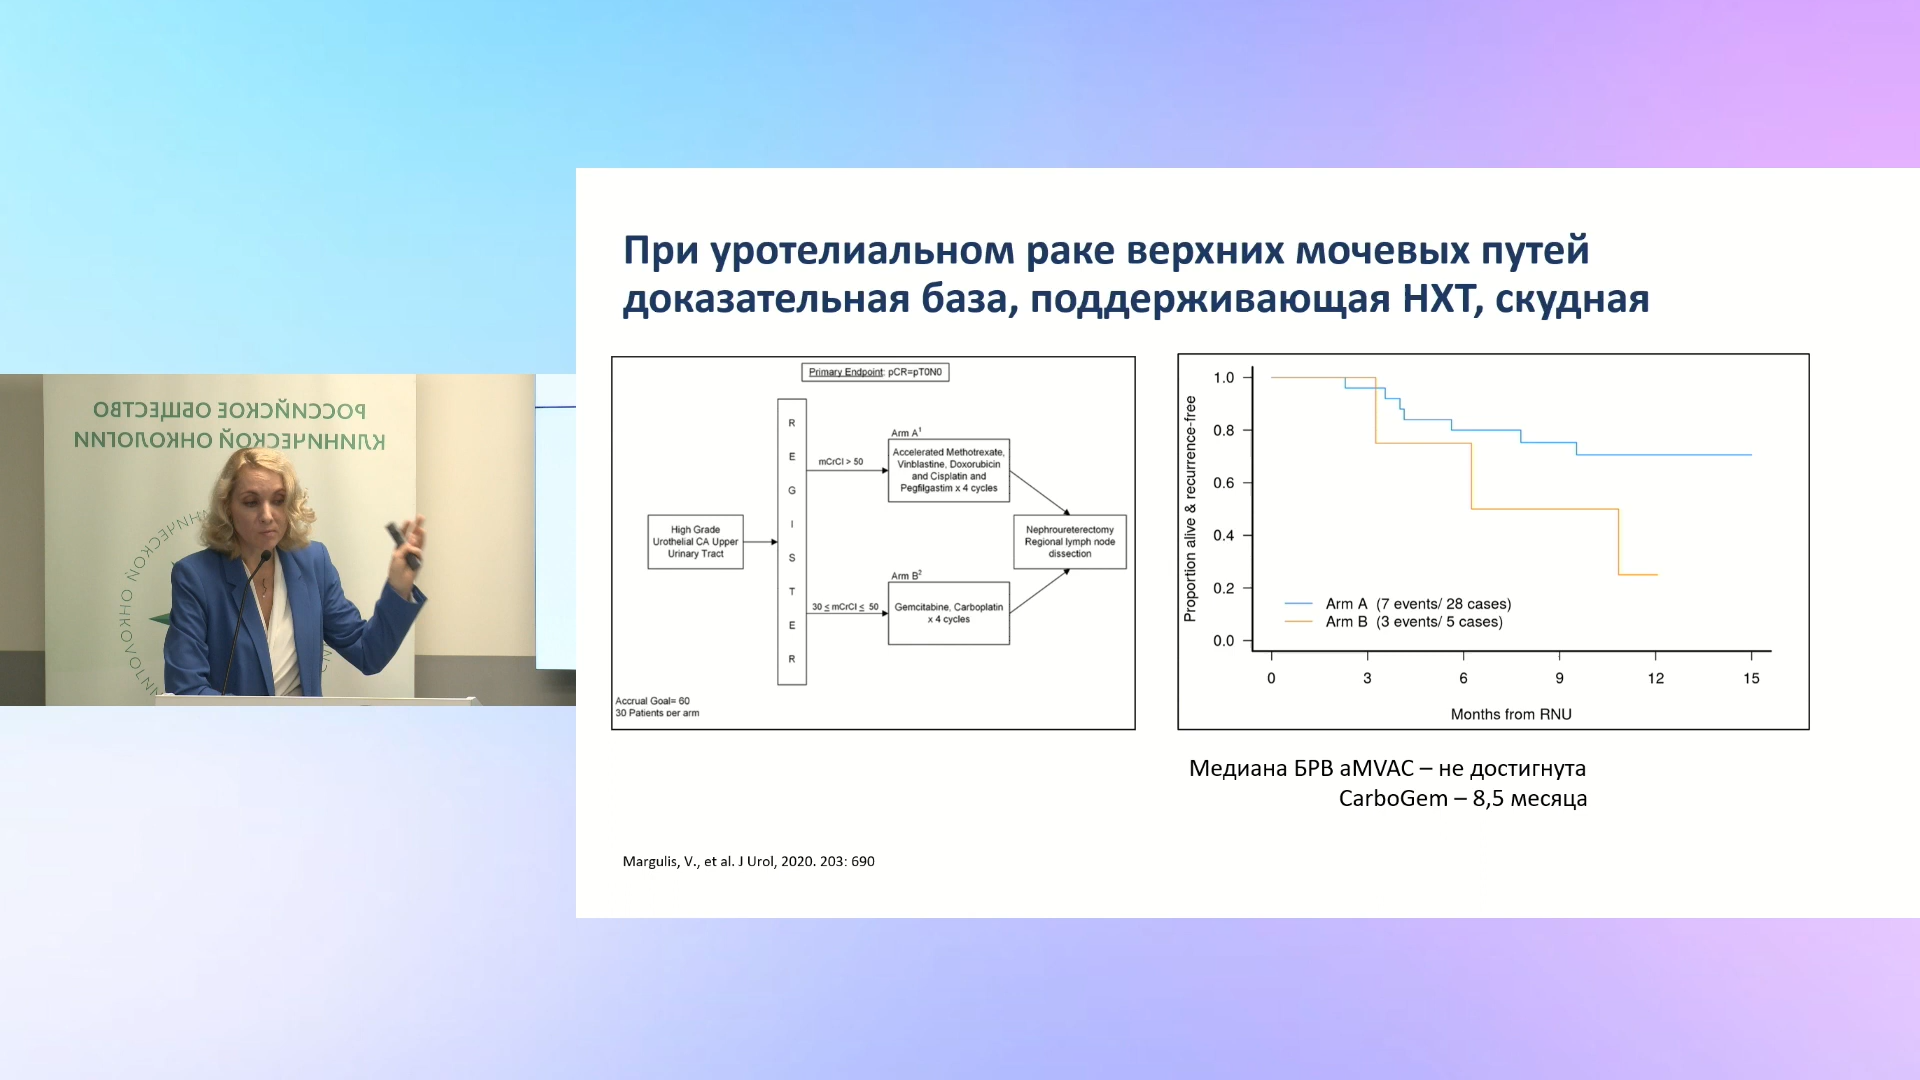 РОССИЙСКОЕ ОБЩЕСТВО
КЛИНИЧЕСКОЙ ОНКОЛОГИИ
При уротелиальном раке верхних мочевых путей
доказательная база, поддерживающая НХТ, скудная
Primary Endpoint: pCR=pT0N0
High Grade
Urothelial CA Upper
Urinary Tract
R
E
G
I
S
T
E
R
mCrCl > 50
Arm A¹
Accelerated Methotrexate,
Vinblastine, Doxorubicin
and Cisplatin and
Pegfilgastim x 4 cycles
30 ≤ mCrCl ≤ 50
Arm B²
Gemcitabine, Carboplatin
x 4 cycles
Nephroureterectomy
Regional lymph node
dissection
Accrual Goal= 60
30 Patients per arm
Proportion alive & recurrence-free
1.0
0.8
0.6
0.4
0.2
0.0
Arm A (7 events/ 28 cases)
Arm B (3 events/ 5 cases)
0 3 6 9 12 15
Months from RNU
Медиана БРВ aMVAC – не достигнута
CarboGem – 8,5 месяца
Margulis, V., et al. J Urol, 2020. 203: 690